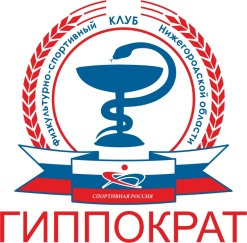 Физкультурно-спортивный КЛУБ Нижегородской области
СПОРТИВНАЯ РОССИЯ
ГИППОКРАТ